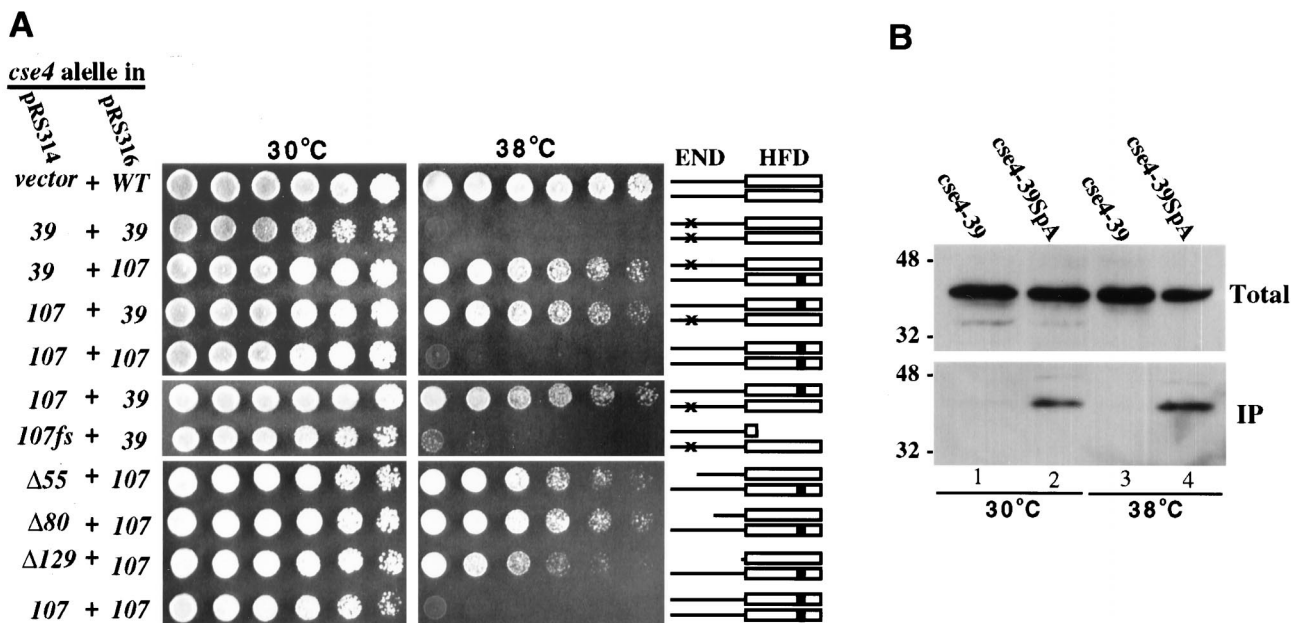 A
cse4 alelle in
pRS314 pRS316
30°C 38°C END HFD
vector + WT
39 + 39
39 + 107
107 + 39
107 + 107
107 + 39
107fs + 39
Δ55 + 107
Δ80 + 107
Δ129 + 107
107 + 107
B
cse4-39 cse4-39SpA cse4-39 cse4-39SpA
48 -
Total
32 -
48 -
IP
32 -
1 2 3 4
30°C 38°C